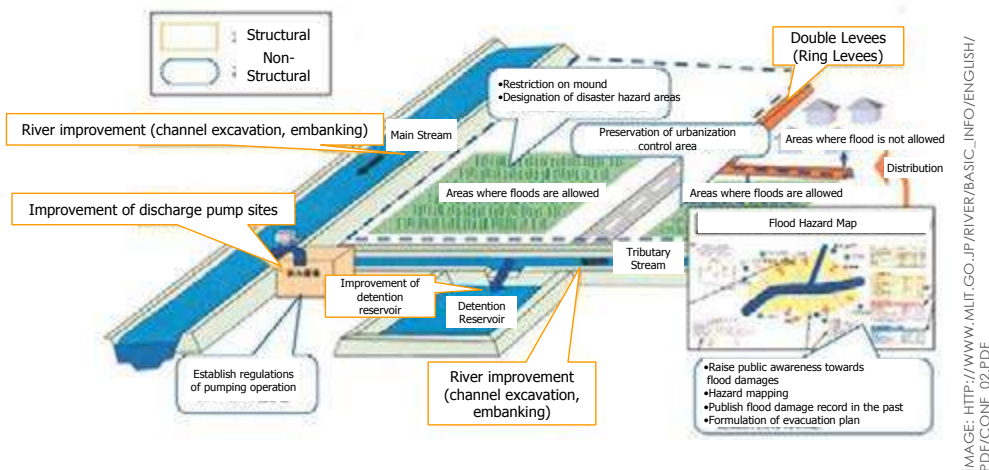 : Structural
: Non-
Structural
Double Levees
(Ring Levees)
•Restriction on mound
•Designation of disaster hazard areas
River improvement (channel excavation, embanking)
Main Stream
Preservation of urbanization
control area
Areas where flood is not allowed
Distribution
Areas where floods are allowed
Areas where floods are allowed
Improvement of discharge pump sites
Flood Hazard Map
Tributary
Stream
Improvement of
detention
reservoir
Detention
Reservoir
Establish regulations
of pumping operation
River improvement
(channel excavation,
embanking)
•Raise public awareness towards
flood damages
•Hazard mapping
•Publish flood damage record in the past
•Formulation of evacuation plan
IMAGE: HTTP://WWW.MLIT.GO.JP/RIVER/BASIC_INFO/ENGLISH/
PDF/CONF_02.PDF